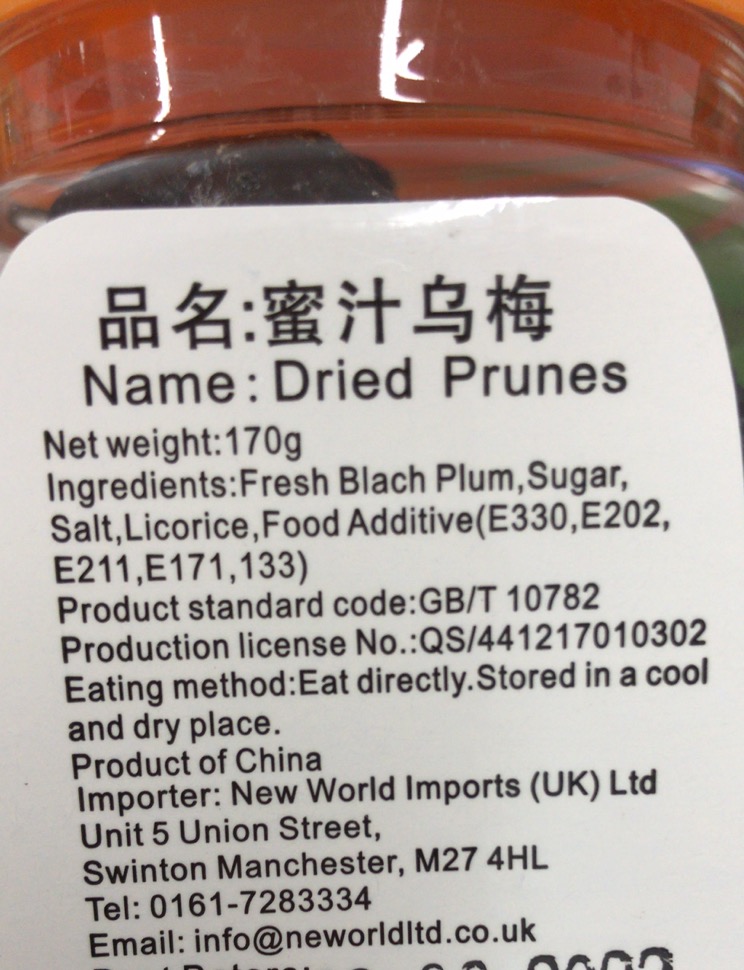 品名:蜜汁乌梅
Name: Dried Prunes
Net weight:170g
Ingredients:Fresh Blach Plum,Sugar,
Salt,Licorice,Food Additive(E330,E202,
E211,E171,133)
Product standard code:GB/T 10782
Production license No.:QS/441217010302
Eating method:Eat directly.Stored in a cool
and dry place.
Product of China
Importer: New World Imports (UK) Ltd
Unit 5 Union Street,
Swinton Manchester, M27 4HL
Tel: 0161-7283334
Email: info@neworldltd.co.uk